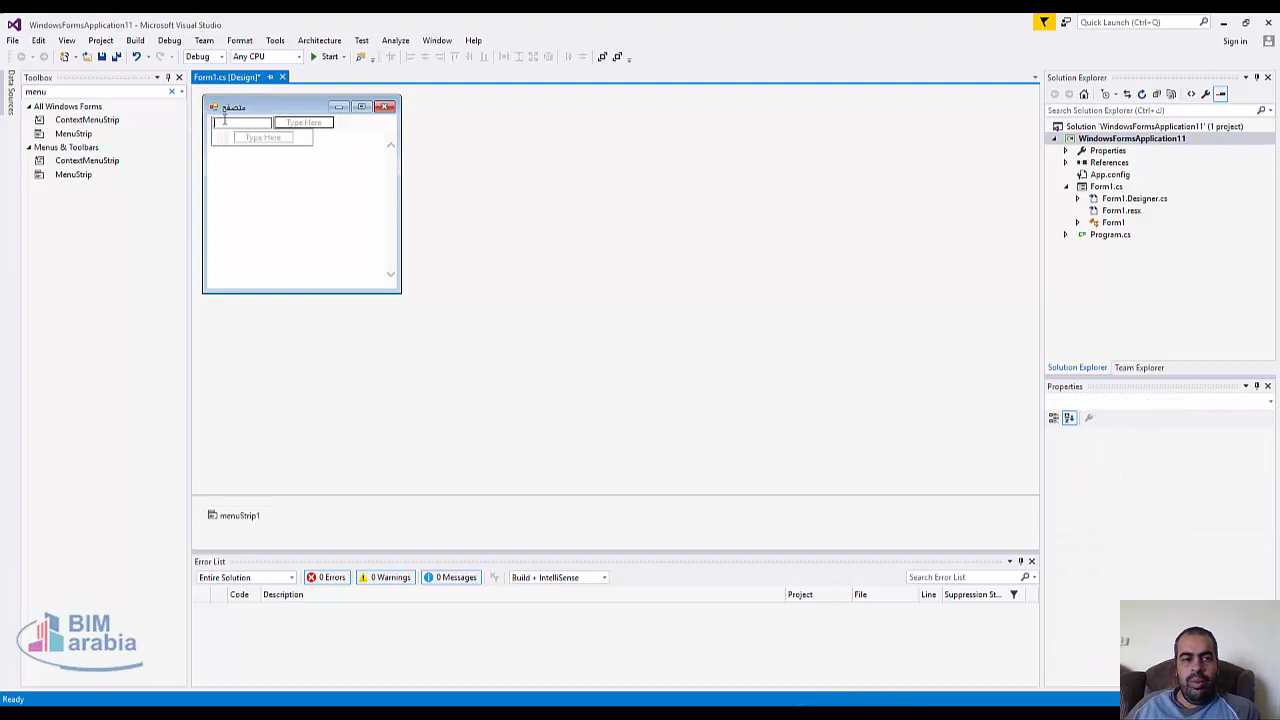 WindowsFormsApplication11 - Microsoft Visual Studio
Quick Launch (Ctrl+Q)
File Edit View Project Build Debug Team Format Tools Architecture Test Analyze Window Help
Sign in
Debug Any CPU Start
Data Sources
Toolbox
menu
All Windows Forms
ContextMenuStrip
MenuStrip
Menus & Toolbars
ContextMenuStrip
MenuStrip
Form1.cs [Design]*
متصفح
Type Here
Type Here
menuStrip1
Error List
Entire Solution 0 Errors 0 Warnings 0 Messages Build + IntelliSense Search Error List
Code Description Project File Line Suppression St...
Solution Explorer
Search Solution Explorer (Ctrl+;)
Solution 'WindowsFormsApplication11' (1 project)
WindowsFormsApplication11
Properties
References
App.config
Form1.cs
Form1.Designer.cs
Form1.resx
Form1
Program.cs
Solution Explorer Team Explorer
Properties
BIM
arabia
Ready